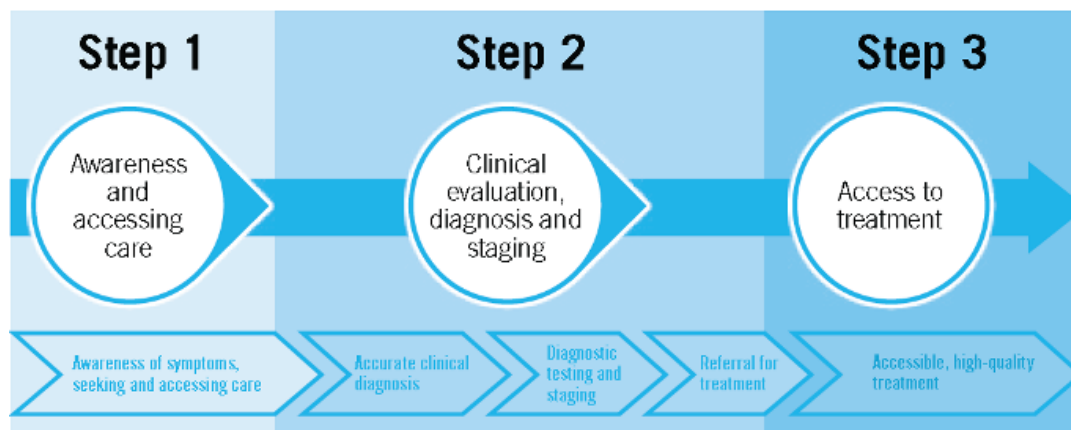 Step 1
Step 2
Step 3
Awareness
and
accessing
care
Clinical
evaluation,
diagnosis and
staging
Access to
treatment
Awareness of symptoms,
seeking and accessing care
Accurate clinical
diagnosis
Diagnostic
testing and
staging
Referral for
treatment
Accessible, high-quality
treatment